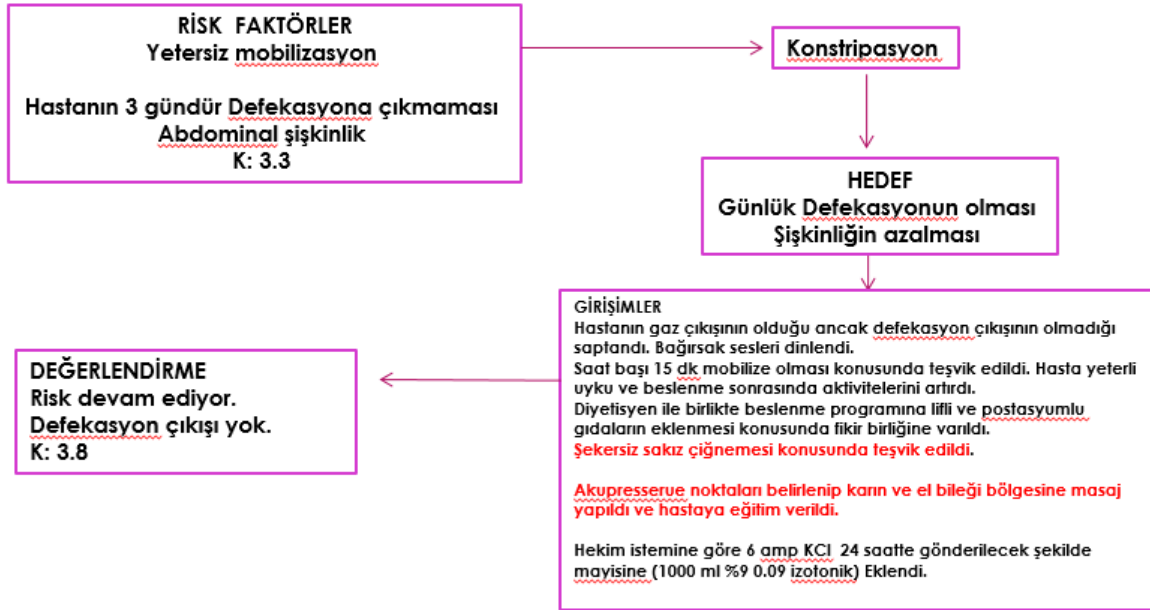 RİSK FAKTÖRLER
Yetersiz mobilizasyon
Hastanın 3 gündür Defekasyona çıkmaması
Abdominal şişkinlik
K: 3.3
Konstripasyon
HEDEF
Günlük Defekasyonun olması
Şişkinliğin azalması
GİRİŞİMLER
Hastanın gaz çıkışının olduğu ancak defekasyon çıkışının olmadığı
saptandı. Bağırsak sesleri dinlendi.
Saat başı 15 dk mobilize olması konusunda teşvik edildi. Hasta yeterli
uyku ve beslenme sonrasında aktivitelerini artırdı.
Diyetisyen ile birlikte beslenme programına lifli ve postasyumlu
gıdaların eklenmesi konusunda fikir birliğine varıldı.
Şekersiz sakız çiğnemesi konusunda teşvik edildi.
Akupresserue noktaları belirlenip karın ve el bileği bölgesine masaj
yapıldı ve hastaya eğitim verildi.
Hekim istemine göre 6 amp KCl 24 saatte gönderilecek şekilde
mayisine (1000 ml %9 0.09 izotonik) Eklendi.
DEĞERLENDİRME
Risk devam ediyor.
Defekasyon çıkışı yok.
K: 3.8